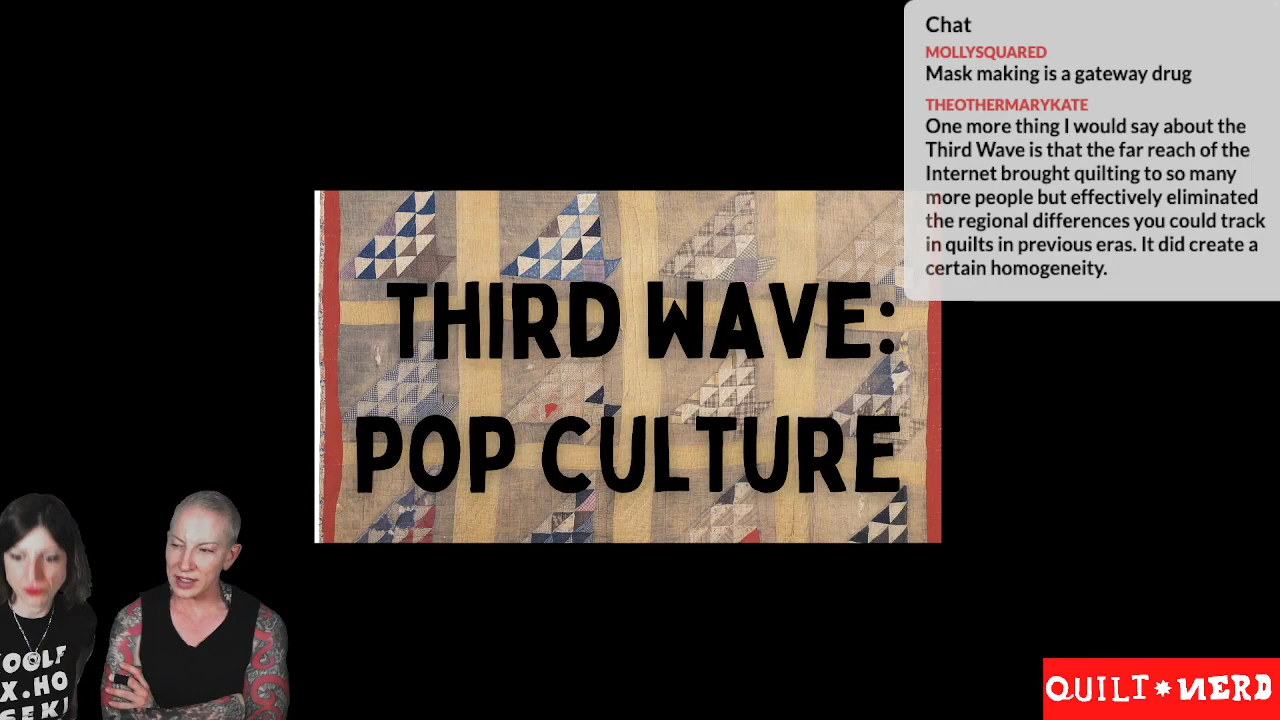 Chat
MOLLYSQUARED
Mask making is a gateway drug
THEOTHERMARYKATE
One more thing I would say about the
Third Wave is that the far reach of the
Internet brought quilting to so many
more people but effectively eliminated
the regional differences you could track
in quilts in previous eras. It did create a
certain homogeneity.
THIRD WAVE:
POP CULTURE
OOLF
X.HO
SEKI
QUILT*NERD